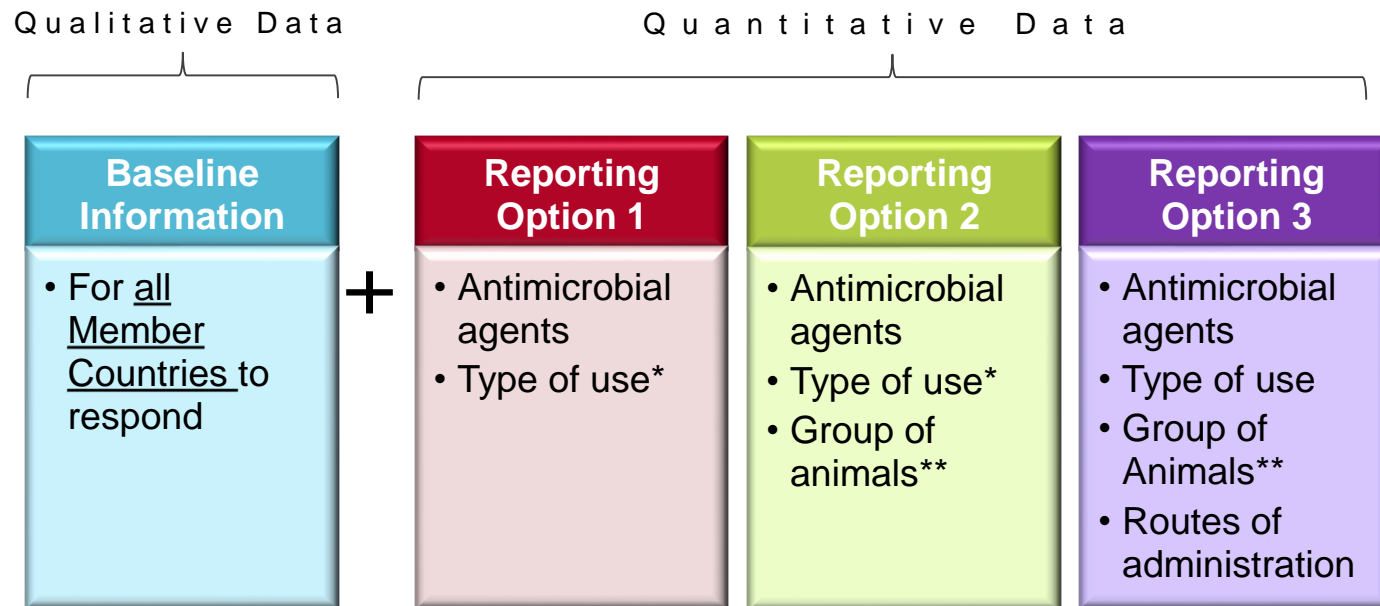 Qualitative Data
Quantitative Data
Baseline
Information
• For all
Member
Countries to
respond
+
Reporting
Option 1
• Antimicrobial
agents
• Type of use*
Reporting
Option 2
• Antimicrobial
agents
• Type of use*
• Group of
animals**
Reporting
Option 3
• Antimicrobial
agents
• Type of use
• Group of
Animals**
• Routes of
administration